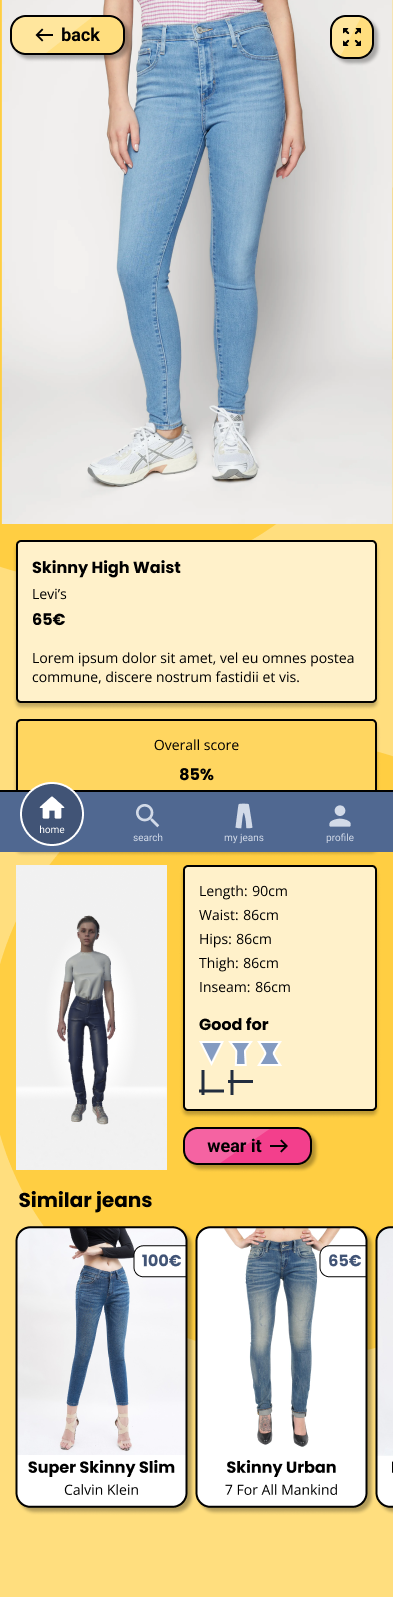 back
Skinny High Waist
Levi’s
65€
Lorem ipsum dolor sit amet, vel eu omnes postea
commune, discere nostrum fastidii et vis.
Overall score
85%
home
search
my jeans
profile
Length: 90cm
Waist: 86cm
Hips: 86cm
Thigh: 86cm
Inseam: 86cm
Good for
wear it
Similar jeans
100€
65€
Super Skinny Slim
Calvin Klein
Skinny Urban
7 For All Mankind